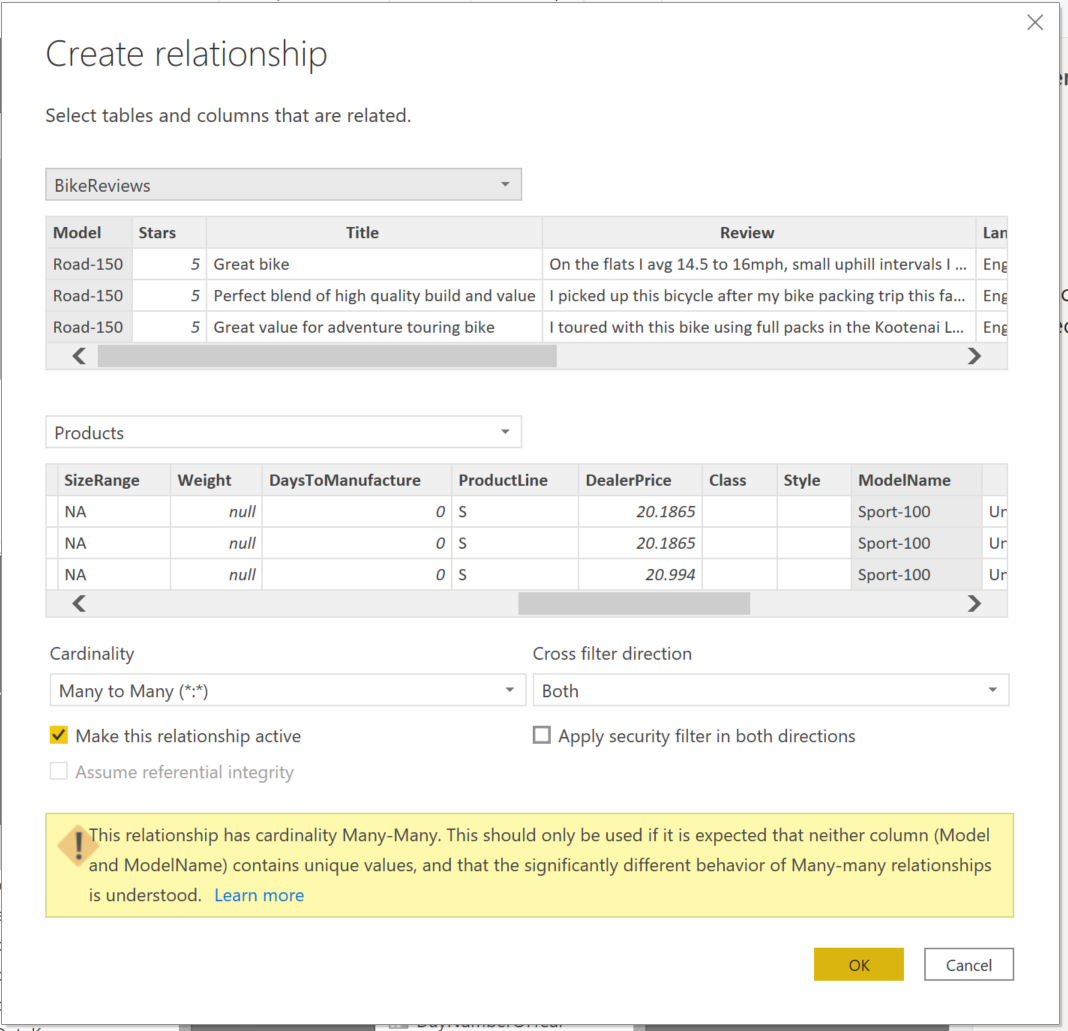 Create relationship
Select tables and columns that are related.
BikeReviews
Model Stars Title Review Lan
Road-150 5 Great bike On the flats I avg 14.5 to 16mph, small uphill intervals I ... Eng
Road-150 5 Perfect blend of high quality build and value I picked up this bicycle after my bike packing trip this fa... Eng
Road-150 5 Great value for adventure touring bike I toured with this bike using full packs in the Kootenai L... Eng
Products
SizeRange Weight DaysToManufacture ProductLine DealerPrice Class Style ModelName
NA null 0 S 20.1865 Sport-100 Ur
NA null 0 S 20.1865 Sport-100 Ur
NA null 0 S 20.994 Sport-100 Ur
Cardinality Cross filter direction
Many to Many (*:*) Both
Make this relationship active Apply security filter in both directions
Assume referential integrity
This relationship has cardinality Many-Many. This should only be used if it is expected that neither column (Model
and ModelName) contains unique values, and that the significantly different behavior of Many-many relationships
is understood. Learn more
OK Cancel